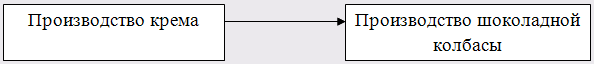 Производство крема
Производство шоколадной
колбасы